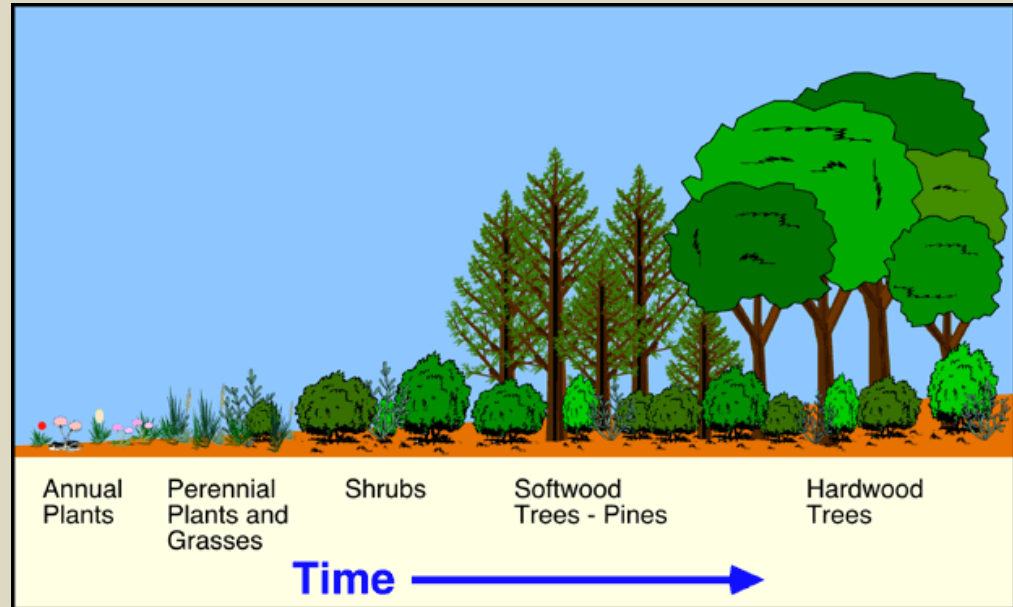 Annual
Plants
Perennial
Plants and
Grasses
Shrubs
Softwood
Trees - Pines
Hardwood
Trees
Time